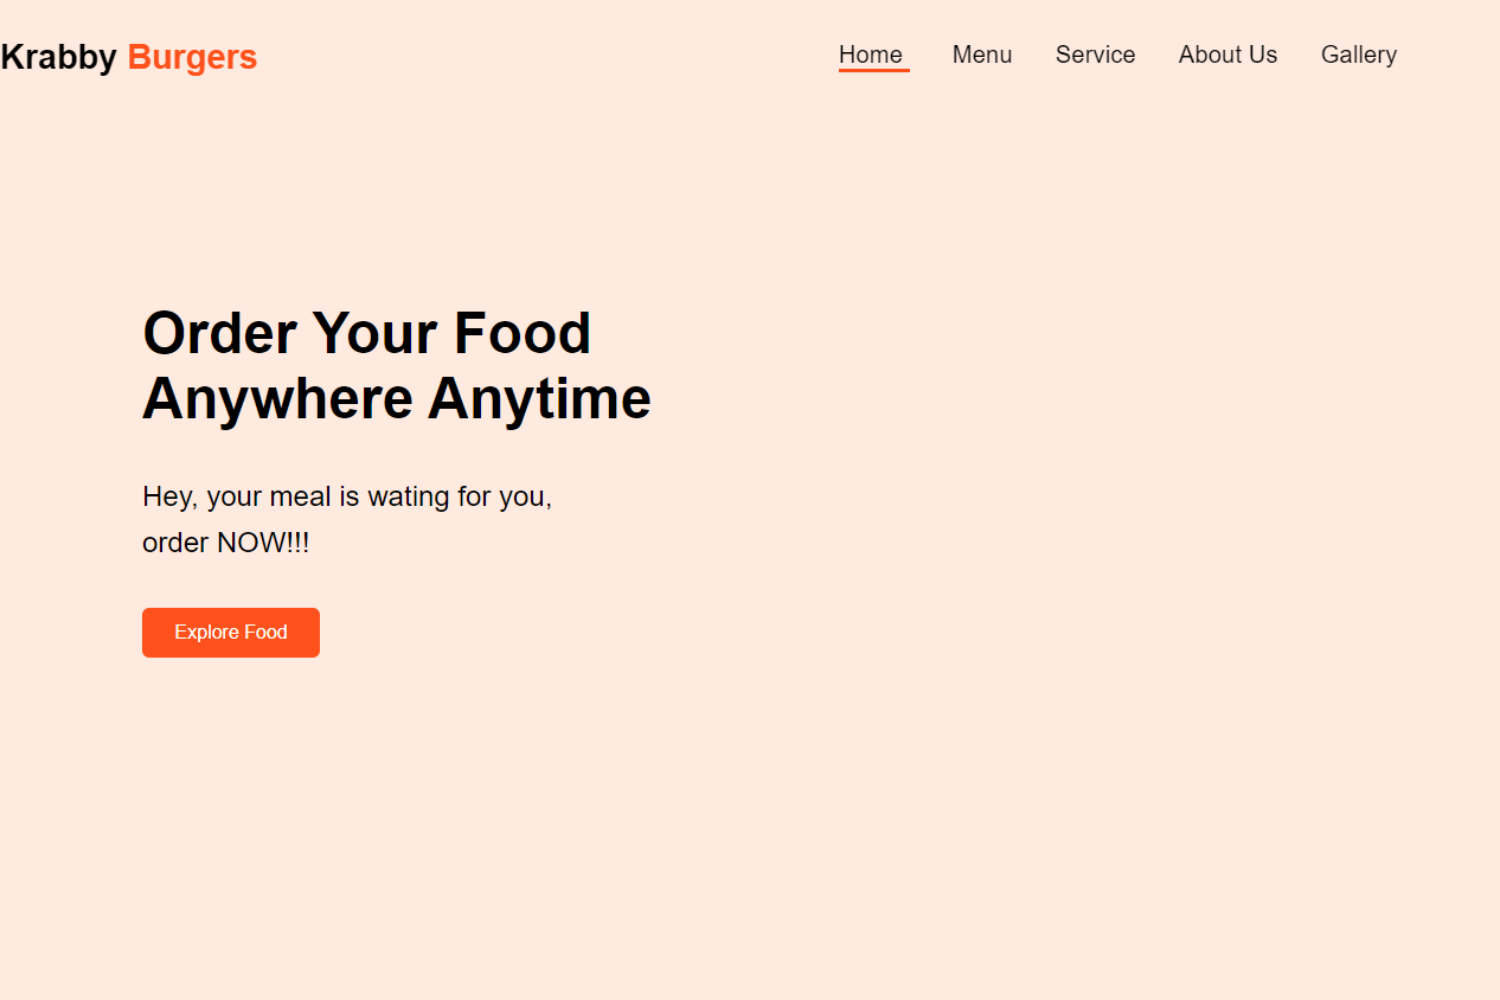 Krabby Burgers
Home Menu Service About Us Gallery
Order Your Food
Anywhere Anytime
Hey, your meal is wating for you,
order NOW!!!
Explore Food